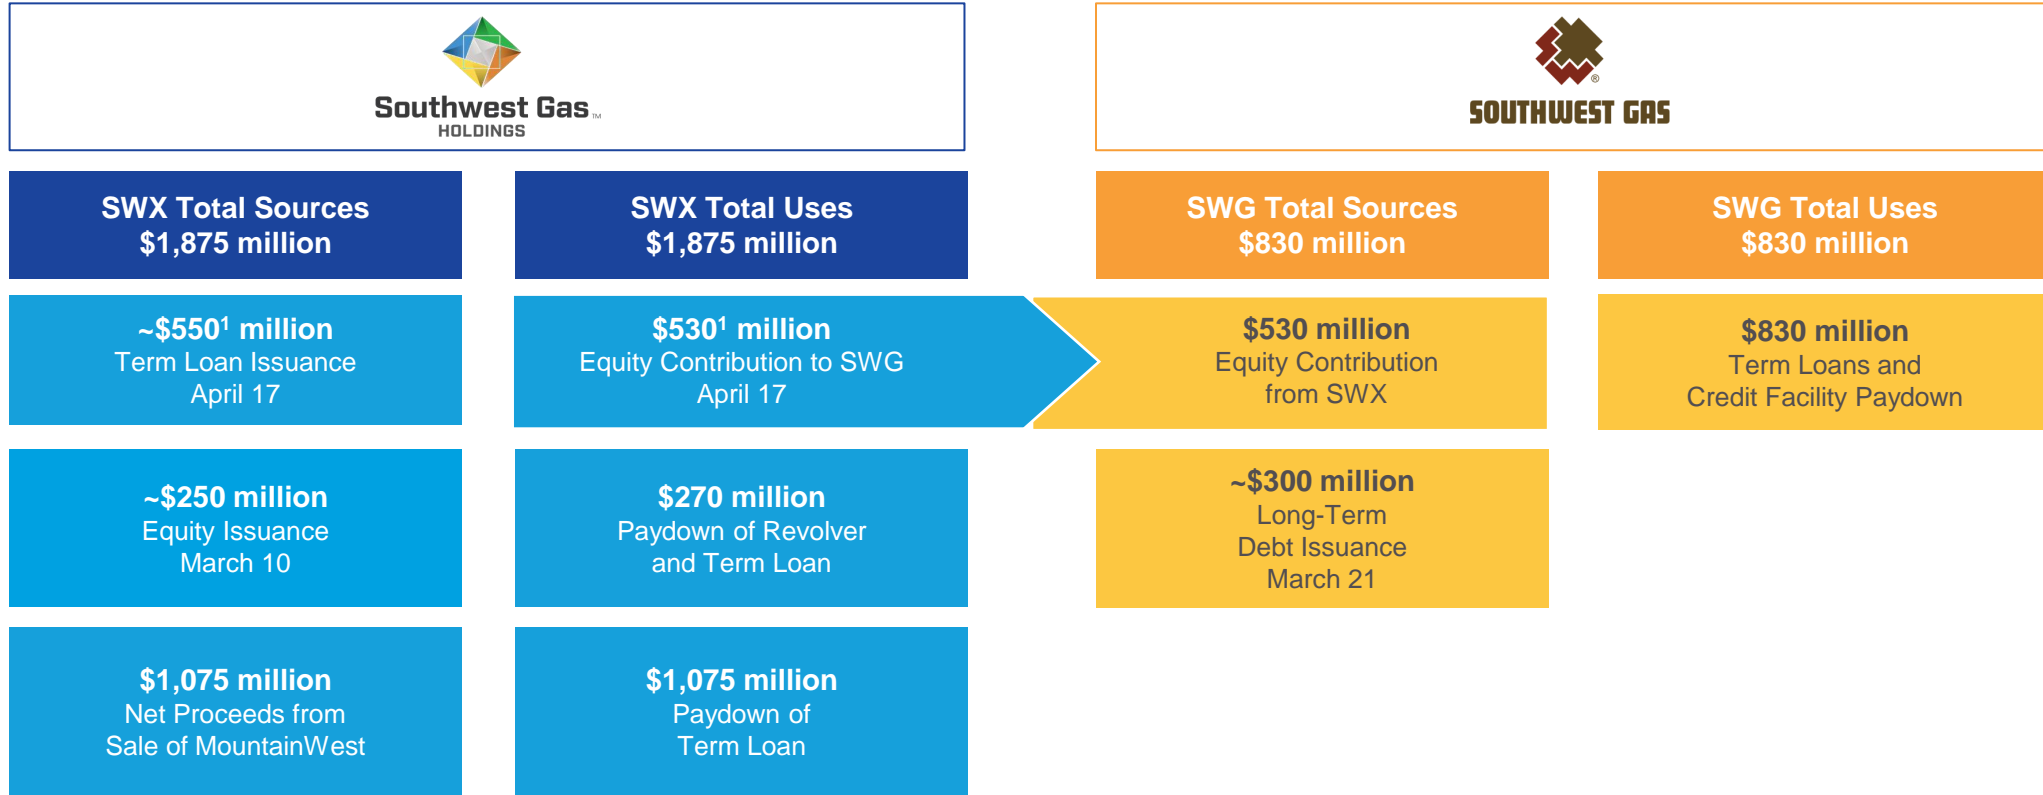 Southwest Gas™
HOLDINGS
SOUTHWEST GAS®
SWX Total Sources
$1,875 million
~$550¹ million
Term Loan Issuance
April 17
~$250 million
Equity Issuance
March 10
$1,075 million
Net Proceeds from
Sale of MountainWest
SWX Total Uses
$1,875 million
$530¹ million
Equity Contribution to SWG
April 17
$270 million
Paydown of Revolver
and Term Loan
$1,075 million
Paydown of
Term Loan
SWG Total Sources
$830 million
$530 million
Equity Contribution
from SWX
~$300 million
Long-Term
Debt Issuance
March 21
SWG Total Uses
$830 million
$830 million
Term Loans and
Credit Facility Paydown